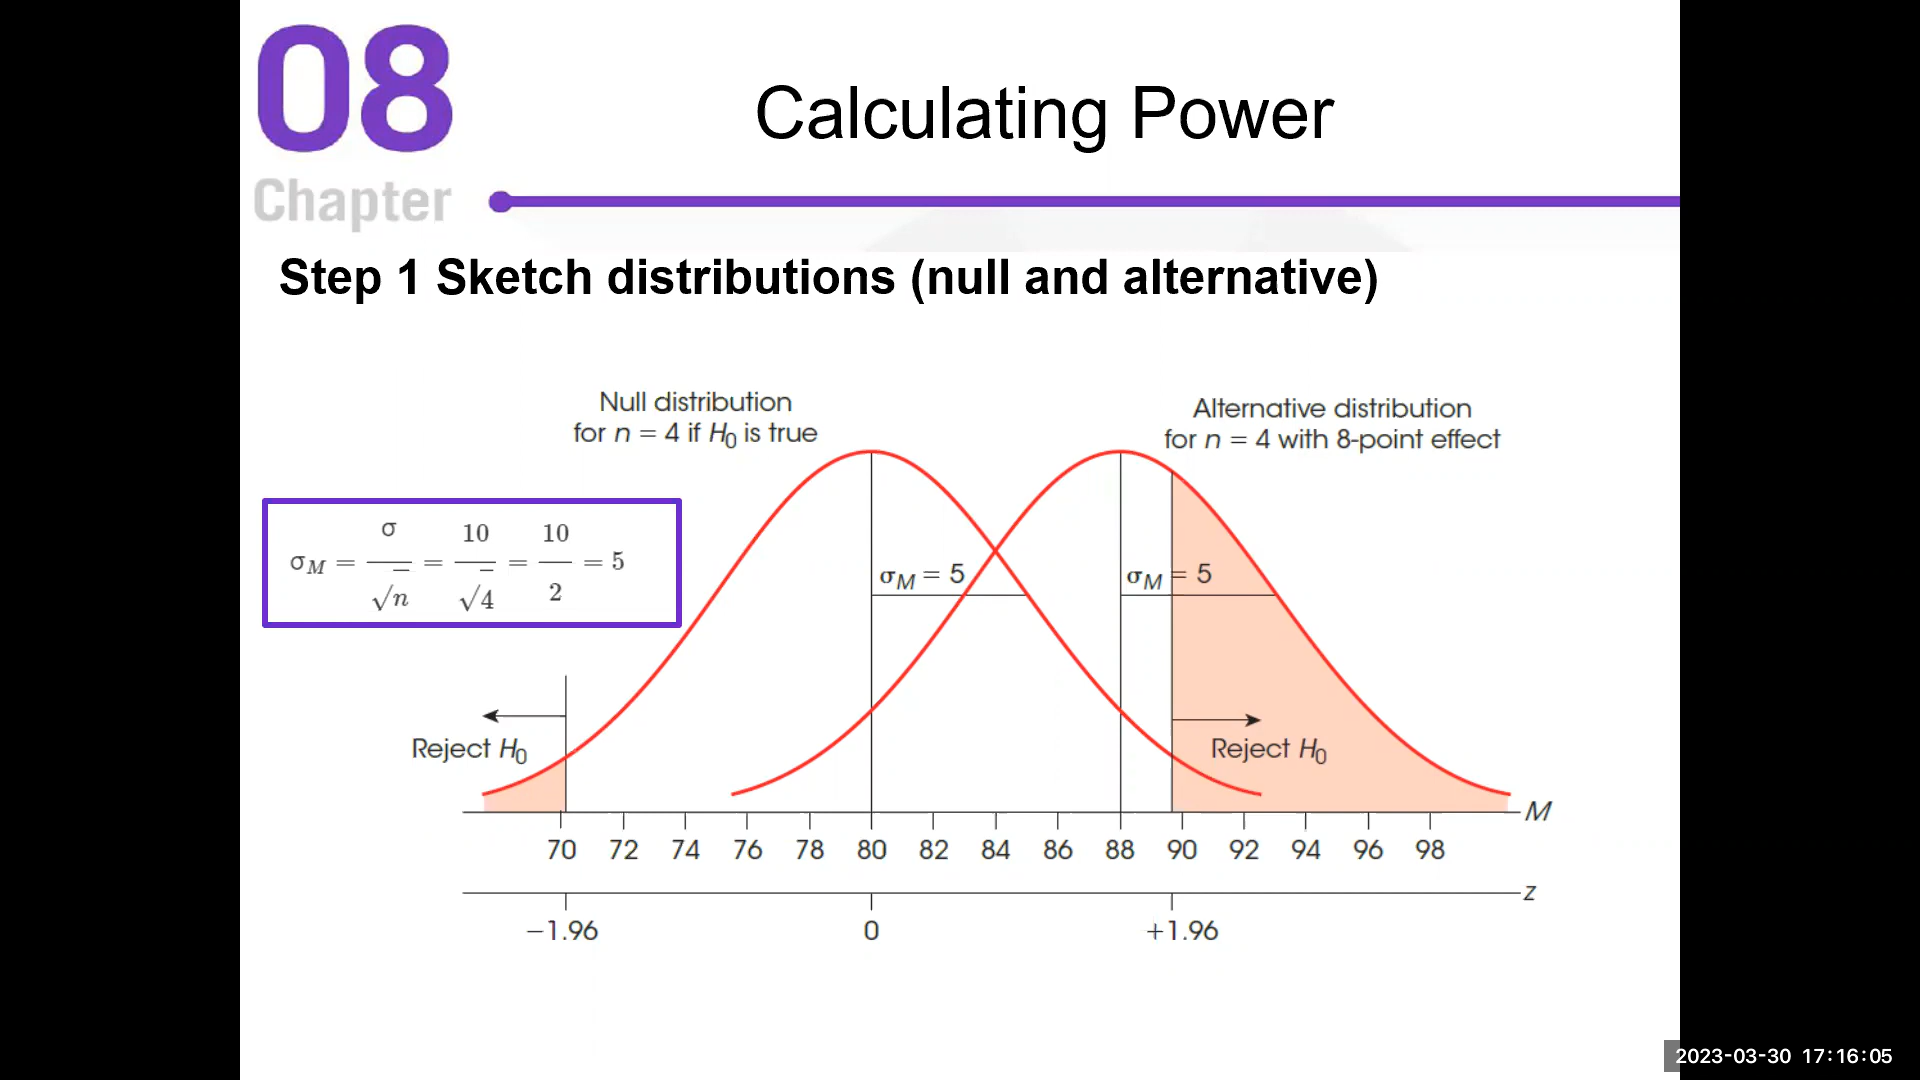 08
Chapter
Calculating Power
Step 1 Sketch distributions (null and alternative)
Null distribution
for n = 4 if H₀ is true
Alternative distribution
for n = 4 with 8-point effect
σ_M = σ/√n = 10/√4 = 10/2 = 5
σ_M = 5
σ_M = 5
Reject H₀
Reject H₀
M
70 72 74 76 78 80 82 84 86 88 90 92 94 96 98
z
−1.96 0 +1.96
2023-03-30 17:16:05